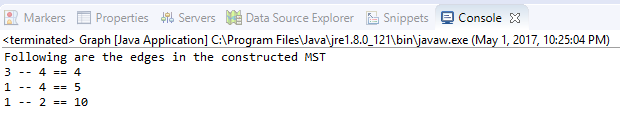 Markers Properties Servers Data Source Explorer Snippets Console
<terminated> Graph [Java Application] C:\Program Files\Java\jre1.8.0_121\bin\javaw.exe (May 1, 2017, 10:25:04 PM)
Following are the edges in the constructed MST
3 -- 4 == 4
1 -- 4 == 5
1 -- 2 == 10